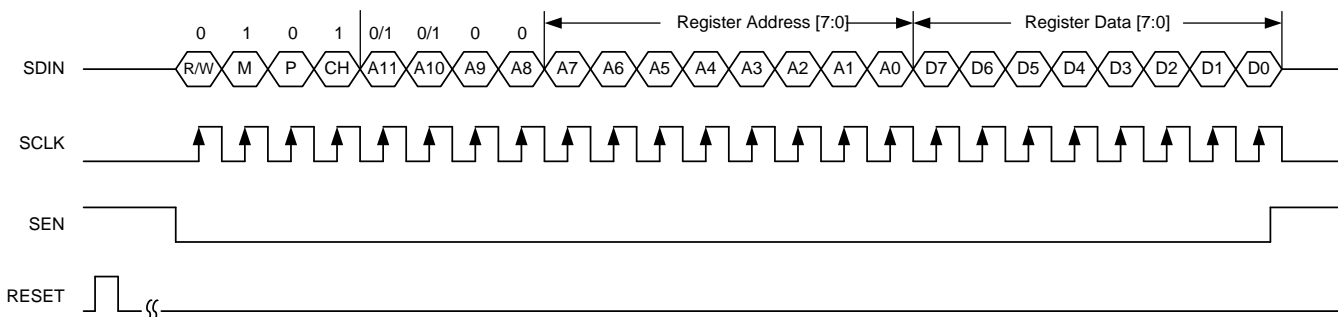 Register Address [7:0] Register Data [7:0]
0 1 0 1 0/1 0/1 0 0
SDIN R/W M P CH A11 A10 A9 A8 A7 A6 A5 A4 A3 A2 A1 A0 D7 D6 D5 D4 D3 D2 D1 D0
SCLK
SEN
RESET